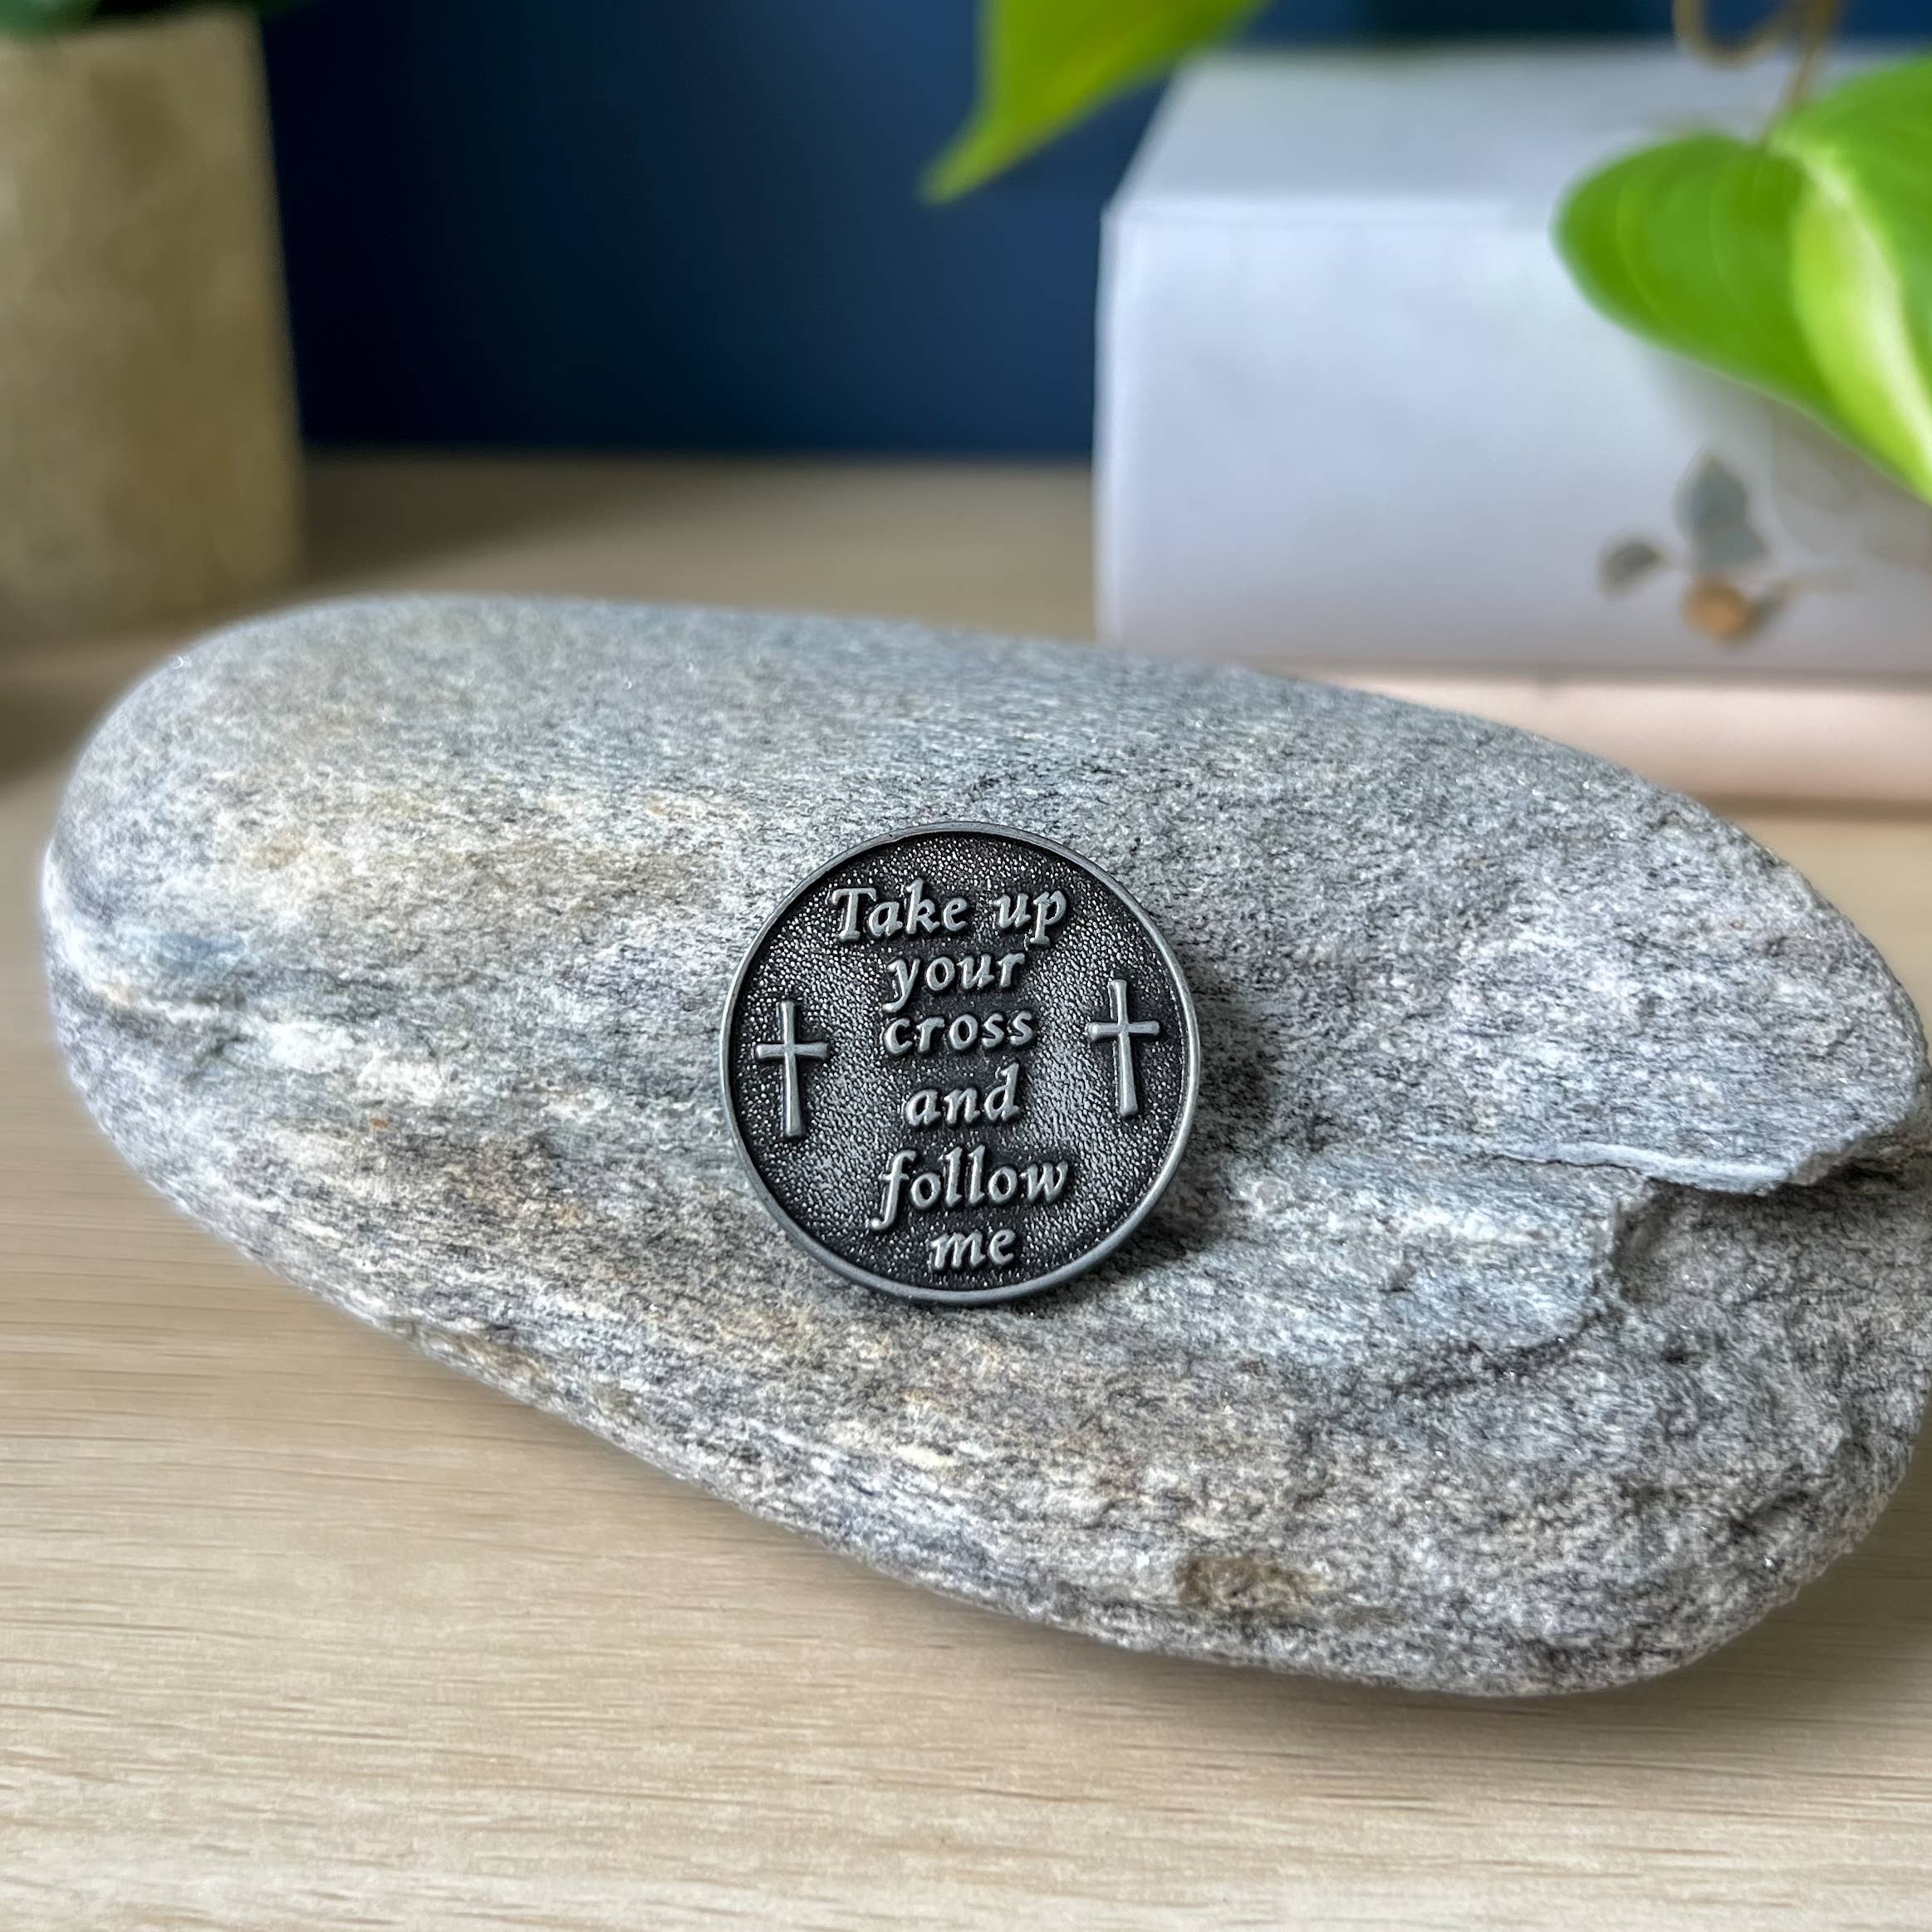 Take up
your
cross
and
follow
me